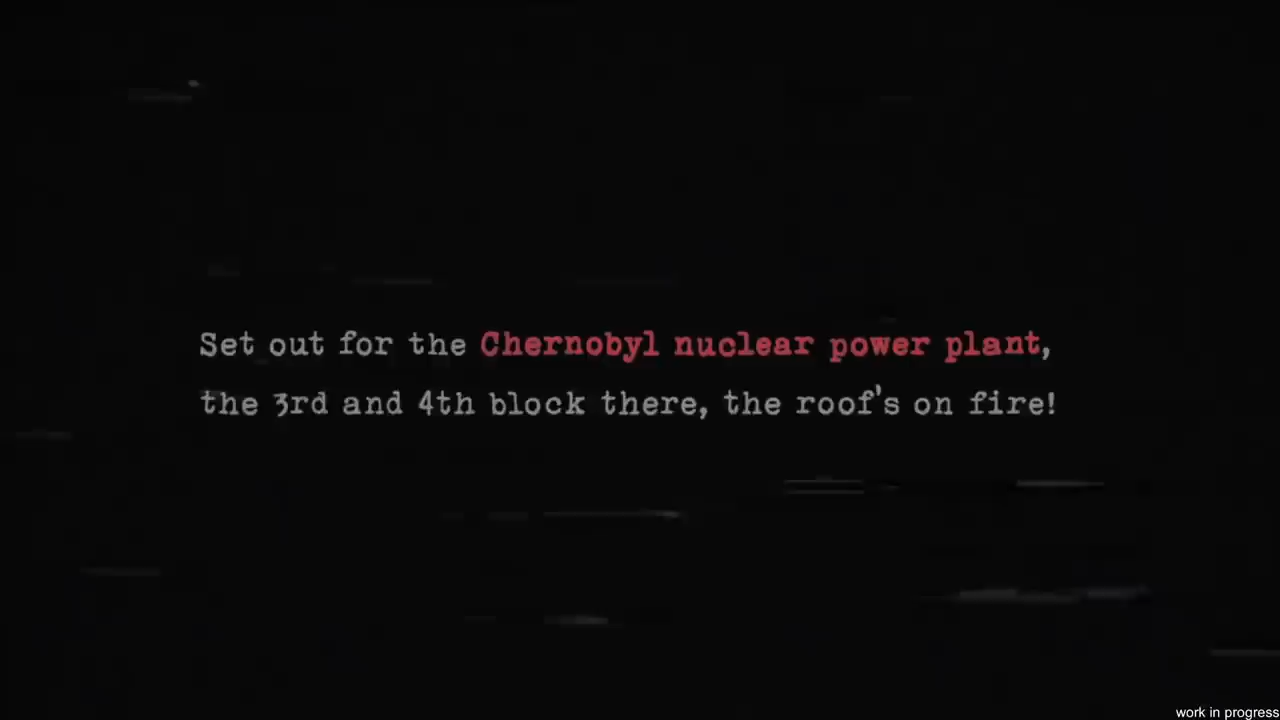 Set out for the Chernobyl nuclear power plant,
the 3rd and 4th block there, the roof's on fire!
work in progress